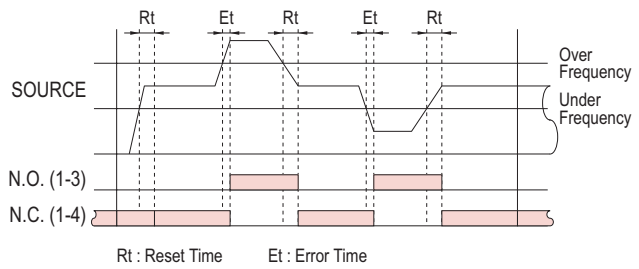 Rt Et Rt Et Rt
Over
Frequency
SOURCE
Under
Frequency
N.O. (1-3)
N.C. (1-4)
Rt : Reset Time Et : Error Time